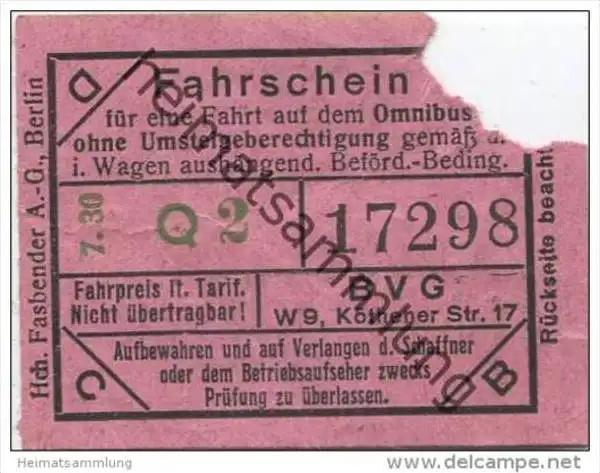 D
Fahrschein
für eine Fahrt auf dem Omnibus
ohne Umsteigeberechtigung gemäß d.
i. Wagen aushängend. Beförd.-Beding.
7.30
Q 2
17298
Fahrpreis lt. Tarif.
Nicht übertragbar!
BVG
W9, Köthener Str. 17
C
Aufbewahren und auf Verlangen d. Schaffner
oder dem Betriebsaufseher zwecks
Prüfung zu überlassen.
B
Hch. Fasbender A.-G., Berlin
Rückseite beacht
heimatsammlung
Heimatsammlung
www.delcampe.net